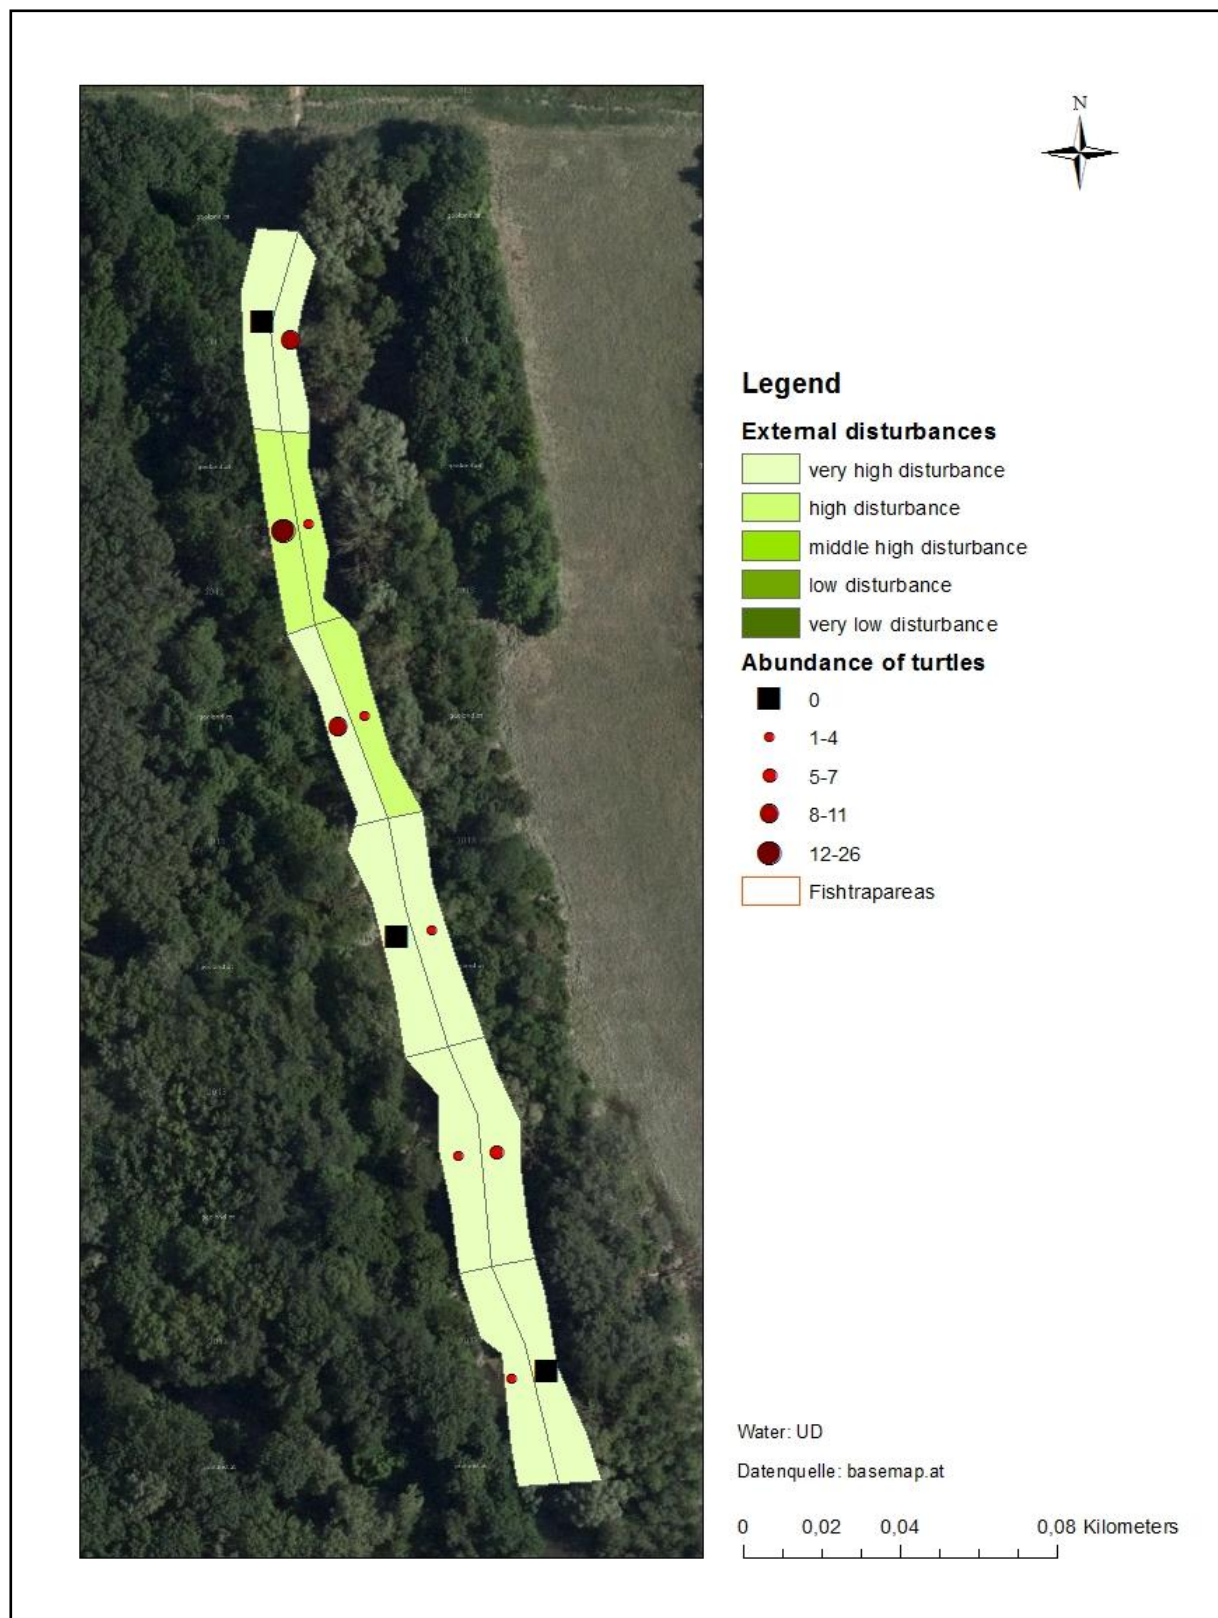 N
Legend
External disturbances
very high disturbance
high disturbance
middle high disturbance
low disturbance
very low disturbance
Abundance of turtles
0
1-4
5-7
8-11
12-26
Fishtrapareas
Water: UD
Datenquelle: basemap.at
0 0,02 0,04 0,08 Kilometers